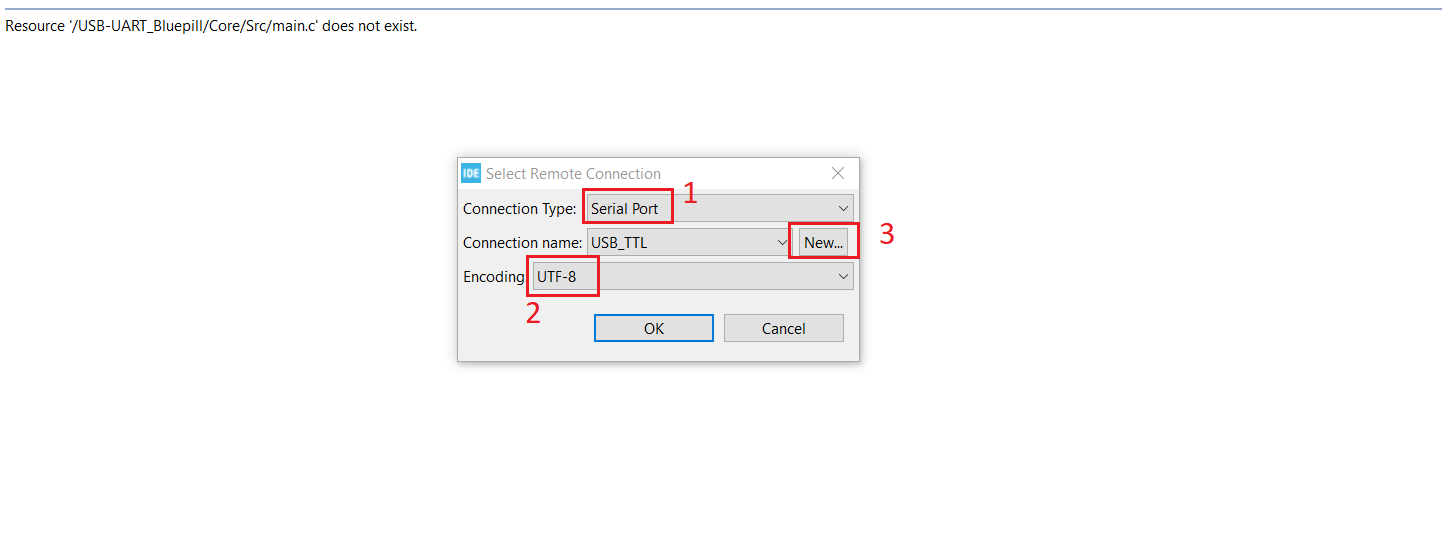 Resource '/USB-UART_Bluepill/Core/Src/main.c' does not exist.
IDE Select Remote Connection
Connection Type: Serial Port 1
Connection name: USB_TTL New... 3
Encoding: UTF-8
2
OK Cancel